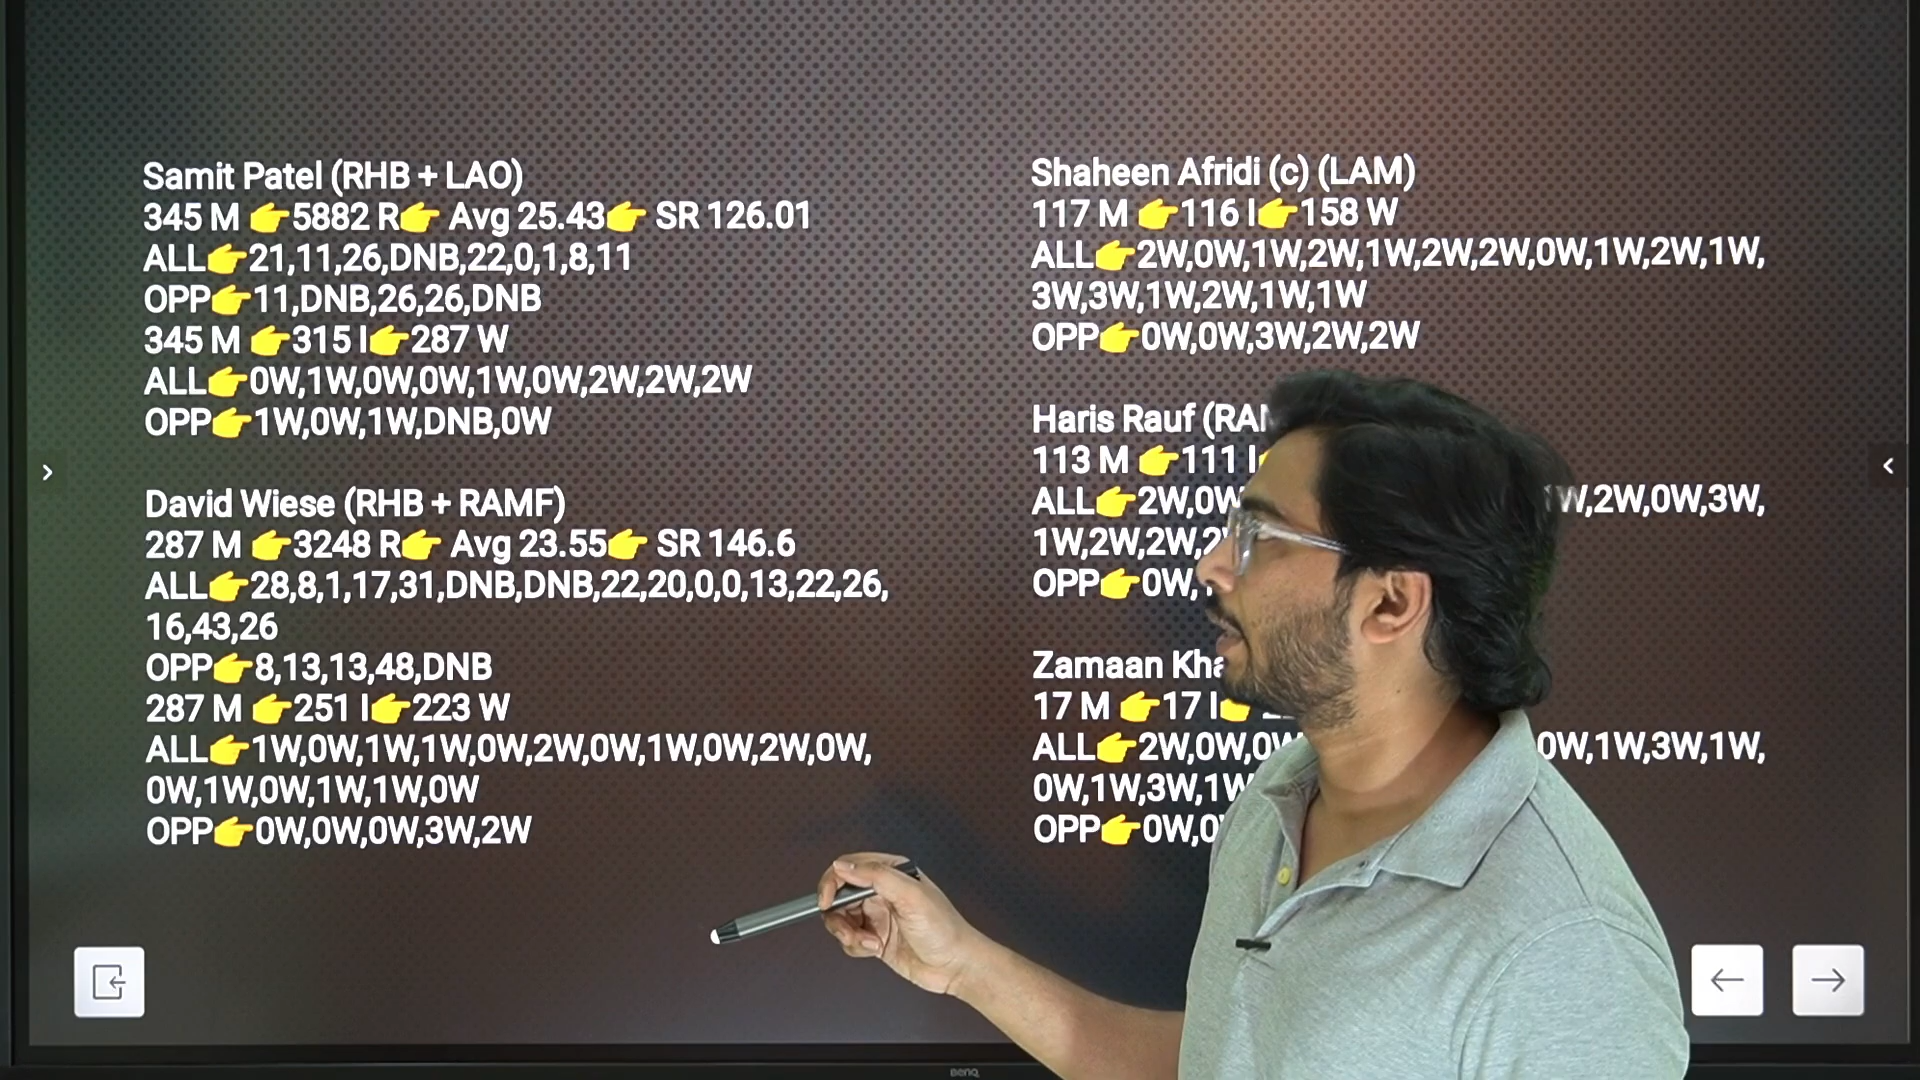 Samit Patel (RHB + LAO)
345 M 👉5882 R👉 Avg 25.43👉 SR 126.01
ALL👉21,11,26,DNB,22,0,1,8,11
OPP👉11,DNB,26,26,DNB
345 M 👉315 I👉287 W
ALL👉0W,1W,0W,0W,1W,0W,2W,2W,2W
OPP👉1W,0W,1W,DNB,0W
David Wiese (RHB + RAMF)
287 M 👉3248 R👉 Avg 23.55👉 SR 146.6
ALL👉28,8,1,17,31,DNB,DNB,22,20,0,0,13,22,26,
16,43,26
OPP👉8,13,13,48,DNB
287 M 👉251 I👉223 W
ALL👉1W,0W,1W,1W,0W,2W,0W,1W,0W,2W,0W,
0W,1W,0W,1W,1W,0W
OPP👉0W,0W,0W,3W,2W
Shaheen Afridi (c) (LAM)
117 M 👉116 I👉158 W
ALL👉2W,0W,1W,2W,1W,2W,2W,0W,1W,2W,1W,
3W,3W,1W,2W,1W,1W
OPP👉0W,0W,3W,2W,2W
Haris Rauf
113 M 👉111 I👉
ALL👉2W,0W W,2W,0W,3W,
1W,2W,2W,
OPP👉0W,
Zamaan
17 M 👉17 I👉
ALL👉2W,0W,0W 0W,1W,3W,1W,
0W,1W,3W,1W
OPP👉0W,
BenQ